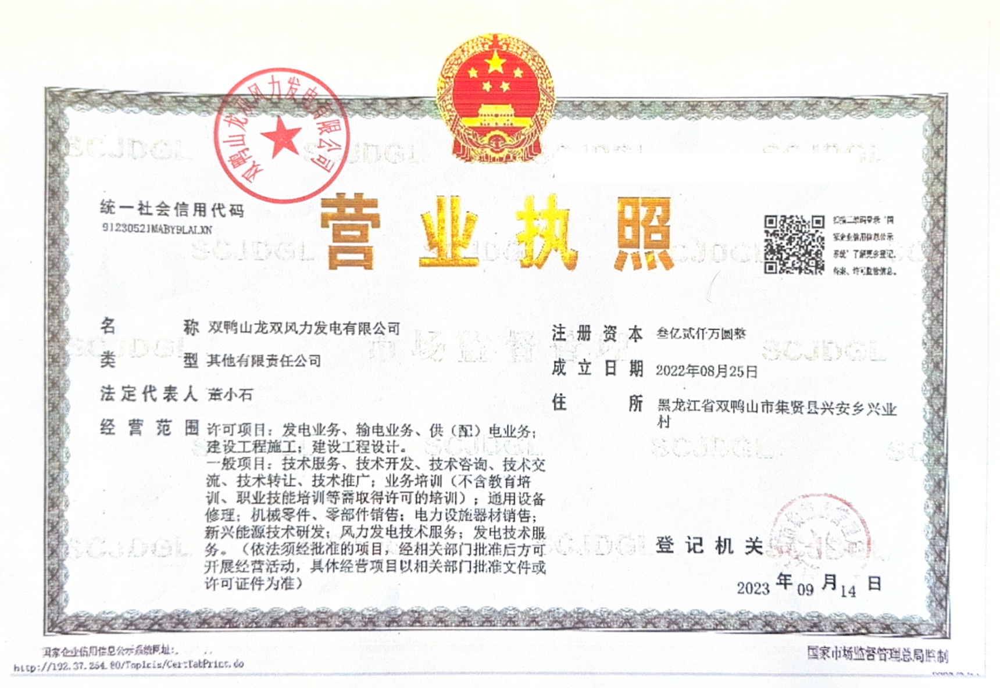 双鸭山龙双风力发电有限公司
统一社会信用代码
91230521MABY9LALXN
营业执照
扫描二维码登录“国
家企业信用信息公示
系统”了解更多登记、
备案、许可监管信息。
名称 双鸭山龙双风力发电有限公司
类型 其他有限责任公司
法定代表人 董小石
经营范围 许可项目：发电业务、输电业务、供（配）电业务；
建设工程施工；建设工程设计。
一般项目：技术服务、技术开发、技术咨询、技术交
流、技术转让、技术推广；业务培训（不含教育培
训、职业技能培训等需取得许可的培训）；通用设备
修理；机械零件、零部件销售；电力设施器材销售；
新兴能源技术研发；风力发电技术服务；发电技术服
务。（依法须经批准的项目，经相关部门批准后方可
开展经营活动，具体经营项目以相关部门批准文件或
许可证件为准）
注册资本 叁亿贰仟万圆整
成立日期 2022年08月25日
住所 黑龙江省双鸭山市集贤县兴安乡兴业
村
登记机关
2023 年 09 月 14 日
国家企业信用信息公示系统网址：
http://192.37.254.80/TopIcis/CertTabPrint.do
国家市场监督管理总局监制
SCJDGL
市场监督管理